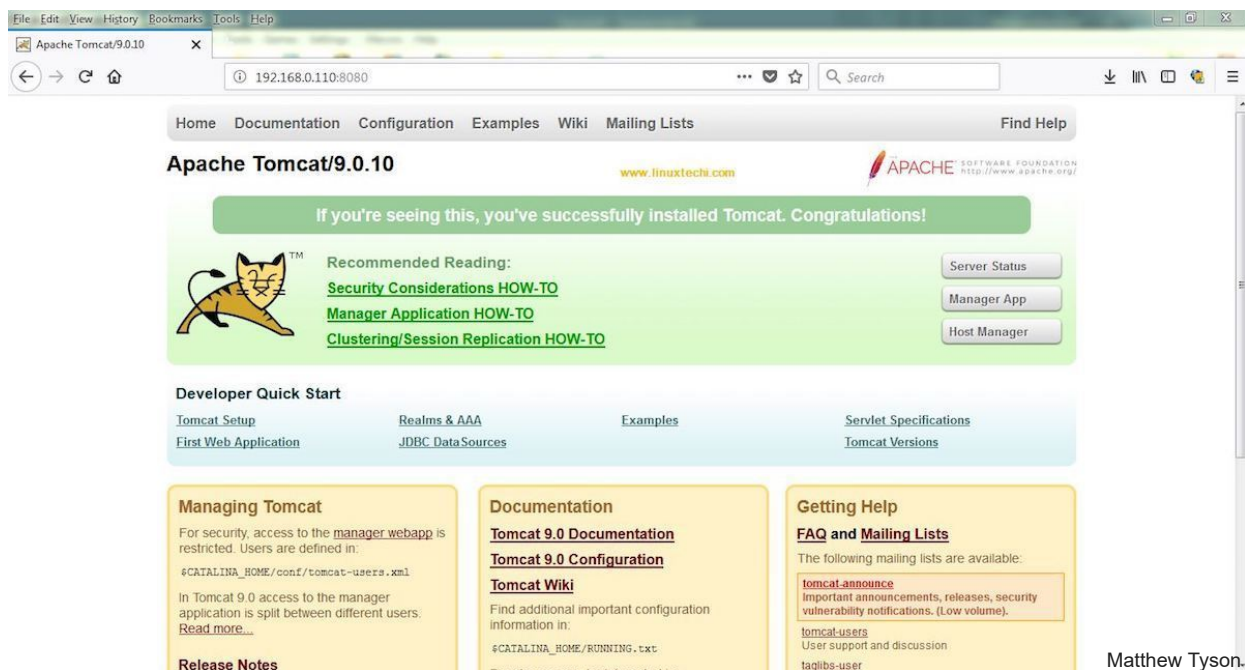 File Edit View History Bookmarks Tools Help
Apache Tomcat/9.0.10
192.168.0.110:8080
Search
Home Documentation Configuration Examples Wiki Mailing Lists Find Help
Apache Tomcat/9.0.10
www.linuxtechi.com
THE
APACHE
SOFTWARE FOUNDATION
http://www.apache.org/
If you're seeing this, you've successfully installed Tomcat. Congratulations!
TM
Recommended Reading:
Security Considerations HOW-TO
Manager Application HOW-TO
Clustering/Session Replication HOW-TO
Server Status
Manager App
Host Manager
Developer Quick Start
Tomcat Setup
First Web Application
Realms & AAA
JDBC DataSources
Examples
Servlet Specifications
Tomcat Versions
Managing Tomcat
For security, access to the manager webapp is
restricted. Users are defined in:
$CATALINA_HOME/conf/tomcat-users.xml
In Tomcat 9.0 access to the manager
application is split between different users.
Read more...
Release Notes
Documentation
Tomcat 9.0 Documentation
Tomcat 9.0 Configuration
Tomcat Wiki
Find additional important configuration
information in:
$CATALINA_HOME/RUNNING.txt
Getting Help
FAQ and Mailing Lists
The following mailing lists are available:
tomcat-announce
Important announcements, releases, security
vulnerability notifications. (Low volume).
tomcat-users
User support and discussion
taglibs-user
Matthew Tyson